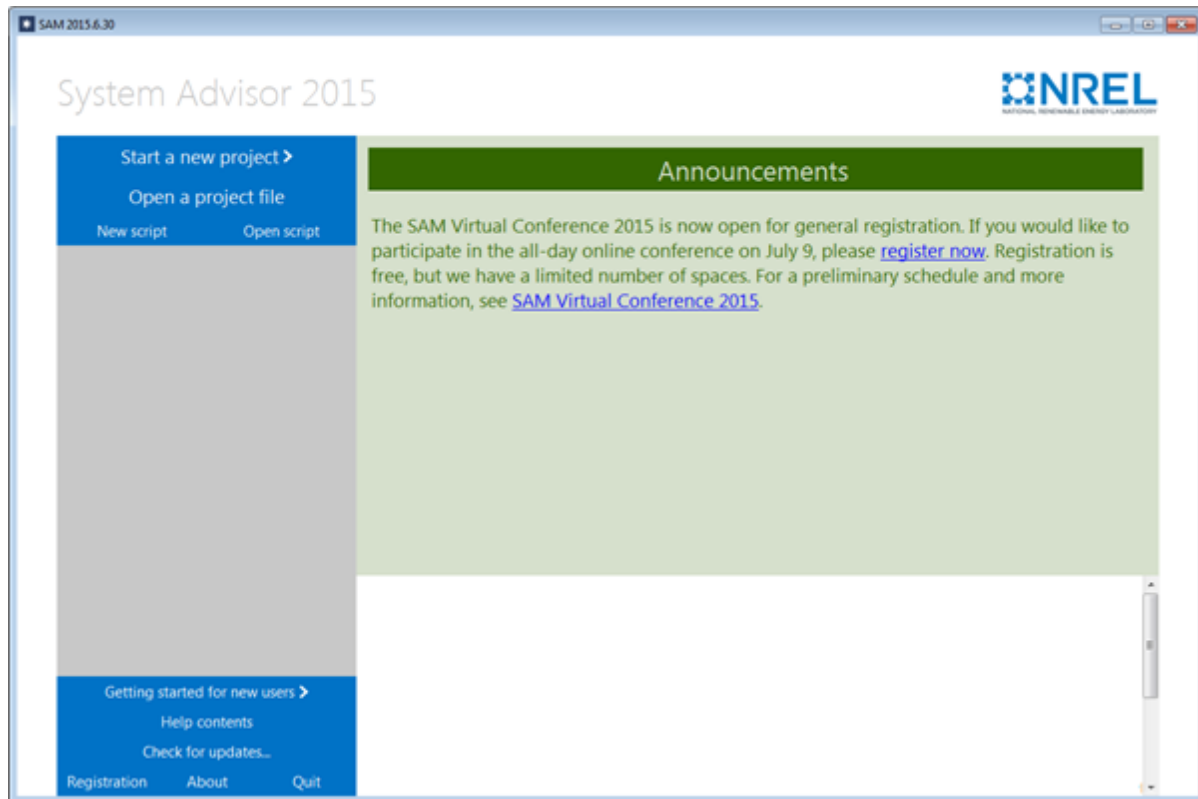 SAM 2015.6.30
System Advisor 2015
NREL
NATIONAL RENEWABLE ENERGY LABORATORY
Start a new project >
Open a project file
New script Open script
Announcements
The SAM Virtual Conference 2015 is now open for general registration. If you would like to
participate in the all-day online conference on July 9, please register now. Registration is
free, but we have a limited number of spaces. For a preliminary schedule and more
information, see SAM Virtual Conference 2015.
Getting started for new users >
Help contents
Check for updates...
Registration About Quit